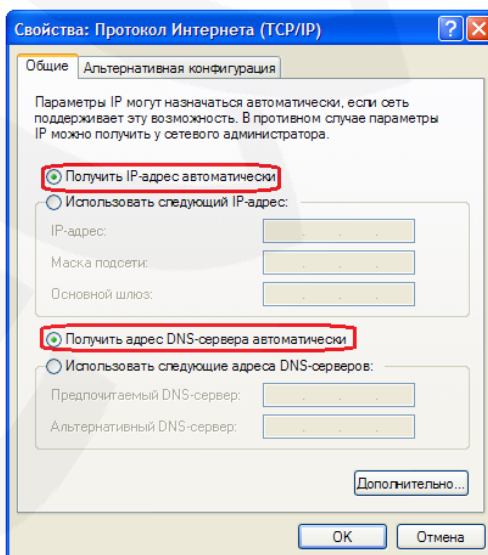 Свойства: Протокол Интернета (TCP/IP)
Общие
Альтернативная конфигурация
Параметры IP могут назначаться автоматически, если сеть
поддерживает эту возможность. В противном случае параметры
IP можно получить у сетевого администратора.
Получить IP-адрес автоматически
Использовать следующий IP-адрес:
IP-адрес:
Маска подсети:
Основной шлюз:
Получить адрес DNS-сервера автоматически
Использовать следующие адреса DNS-серверов:
Предпочитаемый DNS-сервер:
Альтернативный DNS-сервер:
Дополнительно...
OK
Отмена